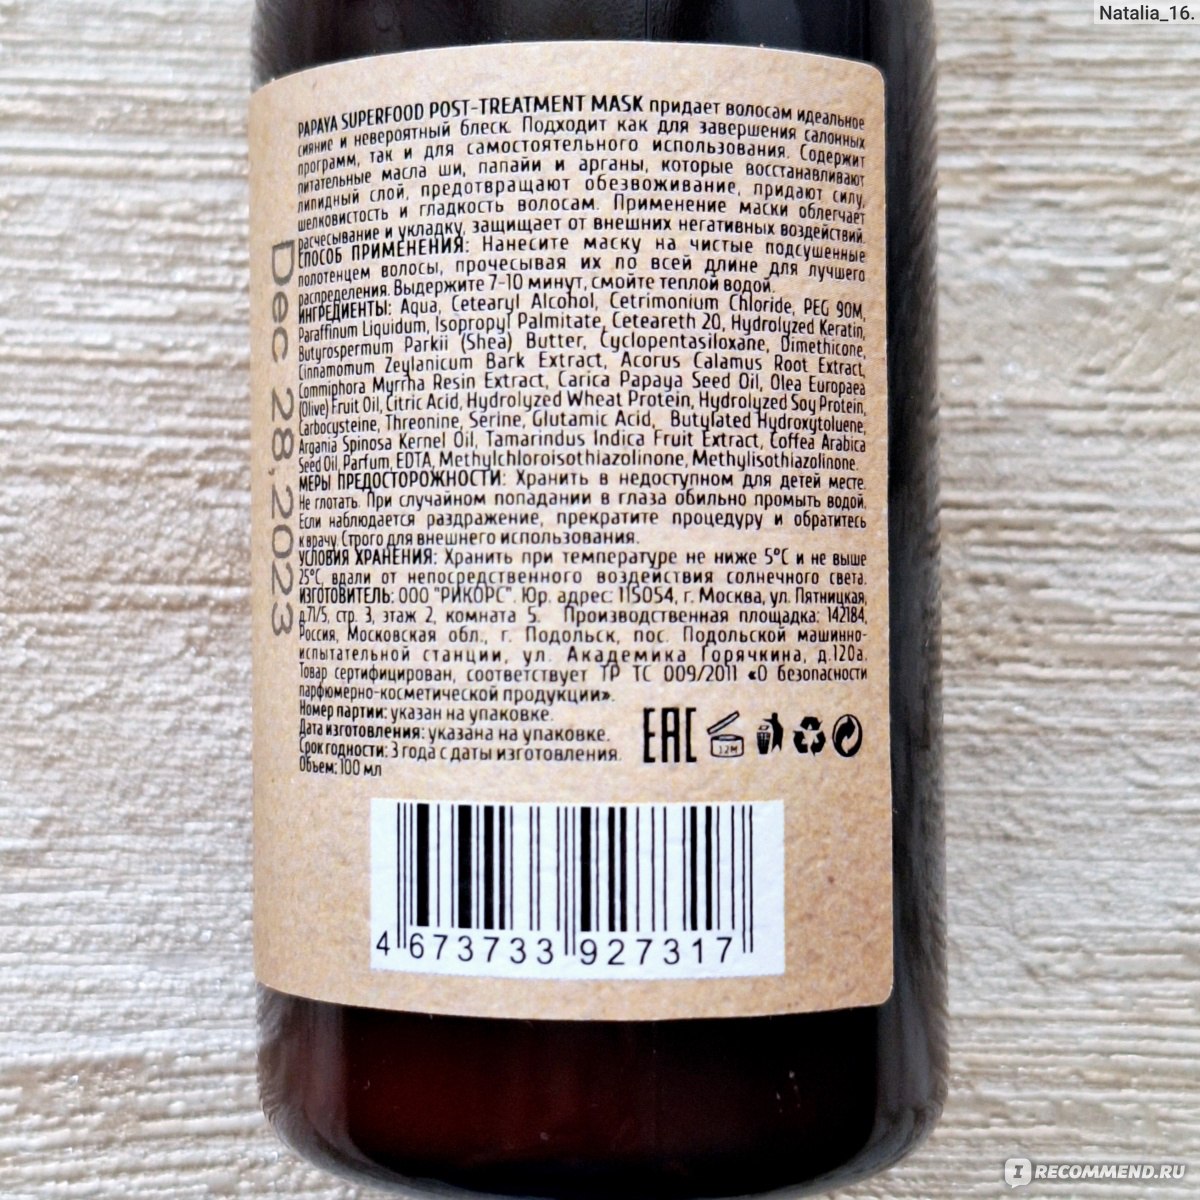 Natalia_16.
PAPAYA SUPERFOOD POST-TREATMENT MASK придает волосам идеальное
сияние и невероятный блеск. Подходит как для завершения салонных
программ, так и для самостоятельного использования. Содержит
питательные масла ши, папайи и арганы, которые восстанавливают
липидный слой, предотвращают обезвоживание, придают силу,
шелковистость и гладкость волосам. Применение маски облегчает
расчесывание и укладку, защищает от внешних негативных воздействий.
СПОСОБ ПРИМЕНЕНИЯ: Нанесите маску на чистые подсушенные
полотенцем волосы, прочесывая их по всей длине для лучшего
распределения. Выдержите 7-10 минут, смойте теплой водой.
ИНГРЕДИЕНТЫ: Aqua, Cetearyl Alcohol, Cetrimonium Chloride, PEG 90M,
Paraffinum Liquidum, Isopropyl Palmitate, Ceteareth 20, Hydrolyzed Keratin,
Butyrospermum Parkii (Shea) Butter, Cyclopentasiloxane, Dimethicone,
Cinnamomum Zeylanicum Bark Extract, Acorus Calamus Root Extract,
Commiphora Myrrha Resin Extract, Carica Papaya Seed Oil, Olea Europaea
(Olive) Fruit Oil, Citric Acid, Hydrolyzed Wheat Protein, Hydrolyzed Soy Protein,
Carbocysteine, Threonine, Serine, Glutamic Acid, Butylated Hydroxytoluene,
Argania Spinosa Kernel Oil, Tamarindus Indica Fruit Extract, Coffea Arabica
Seed Oil, Parfum, EDTA, Methylchloroisothiazolinone, Methylisothiazolinone.
МЕРЫ ПРЕДОСТОРОЖНОСТИ: Хранить в недоступном для детей месте.
Не глотать. При случайном попадании в глаза обильно промыть водой.
Если наблюдается раздражение, прекратите процедуру и обратитесь
к врачу. Строго для внешнего использования.
УСЛОВИЯ ХРАНЕНИЯ: Хранить при температуре не ниже 5°C и не выше
25°C, вдали от непосредственного воздействия солнечного света.
ИЗГОТОВИТЕЛЬ: ООО "РИКОРС". Юр. адрес: 115054, г. Москва, ул. Пятницкая,
д.71/5, стр. 3, этаж 2, комната 5. Производственная площадка: 142184,
Россия, Московская обл., г. Подольск, пос. Подольской машинно-
испытательной станции, ул. Академика Горячкина, д.120а.
Товар сертифицирован, соответствует ТР ТС 009/2011 «О безопасности
парфюмерно-косметической продукции».
Номер партии: указан на упаковке.
Дата изготовления: указана на упаковке.
Срок годности: 3 года с даты изготовления.
Объем: 100 мл
EAC
12M
Dec 28,2023
4 673733 927317
IRECOMMEND.RU